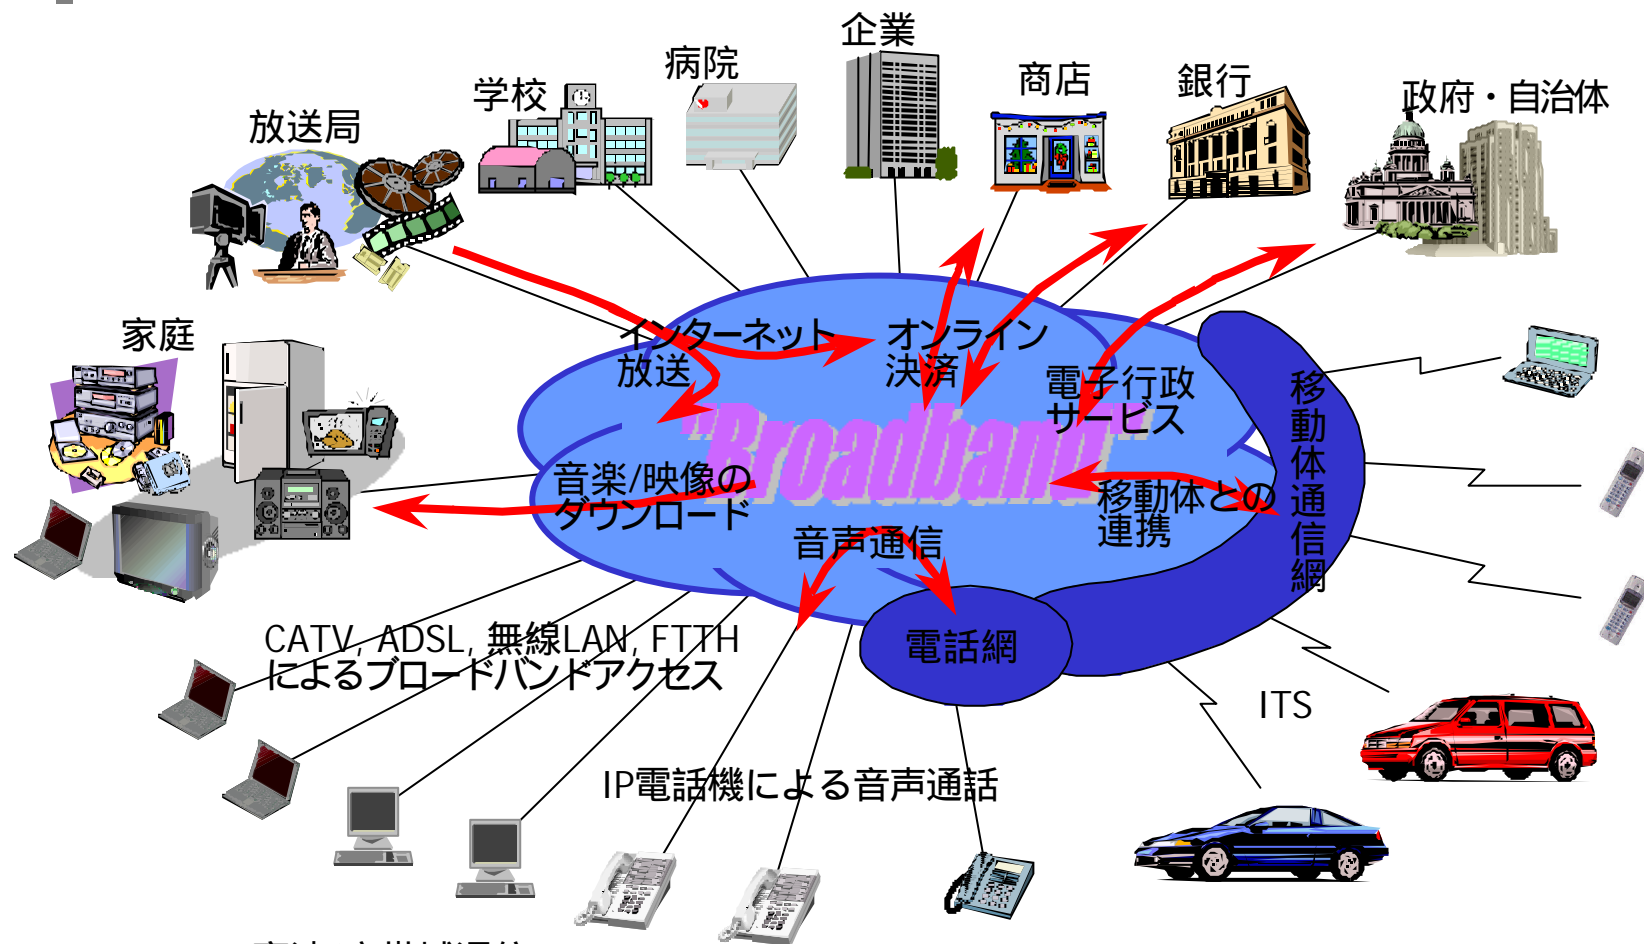 企業
病院
商店
銀行
学校
政府・自治体
放送局
家庭
インターネット
放送
オンライン
決済
電子行政
サービス
移動体通信網
"Broadband"
音楽/映像の
ダウンロード
移動体との
連携
音声通信
CATV, ADSL, 無線LAN, FTTH
によるブロードバンドアクセス
電話網
ITS
IP電話機による音声通話